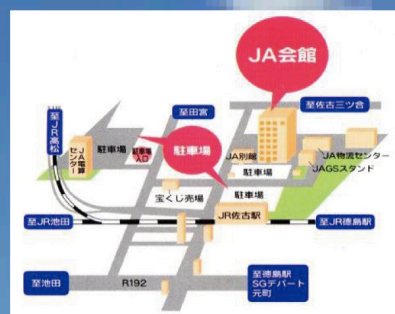 JA会館
至佐古三ツ合
至田宮
至JR高松
JA電算
センター
駐車場
駐車場
入口
駐車場
JA別館
駐車場
JA物流センター
JAGSスタンド
宝くじ売場
駐車場
JR佐古駅
至JR池田
至JR徳島駅
至池田
R192
至徳島駅
SGデパート
元町